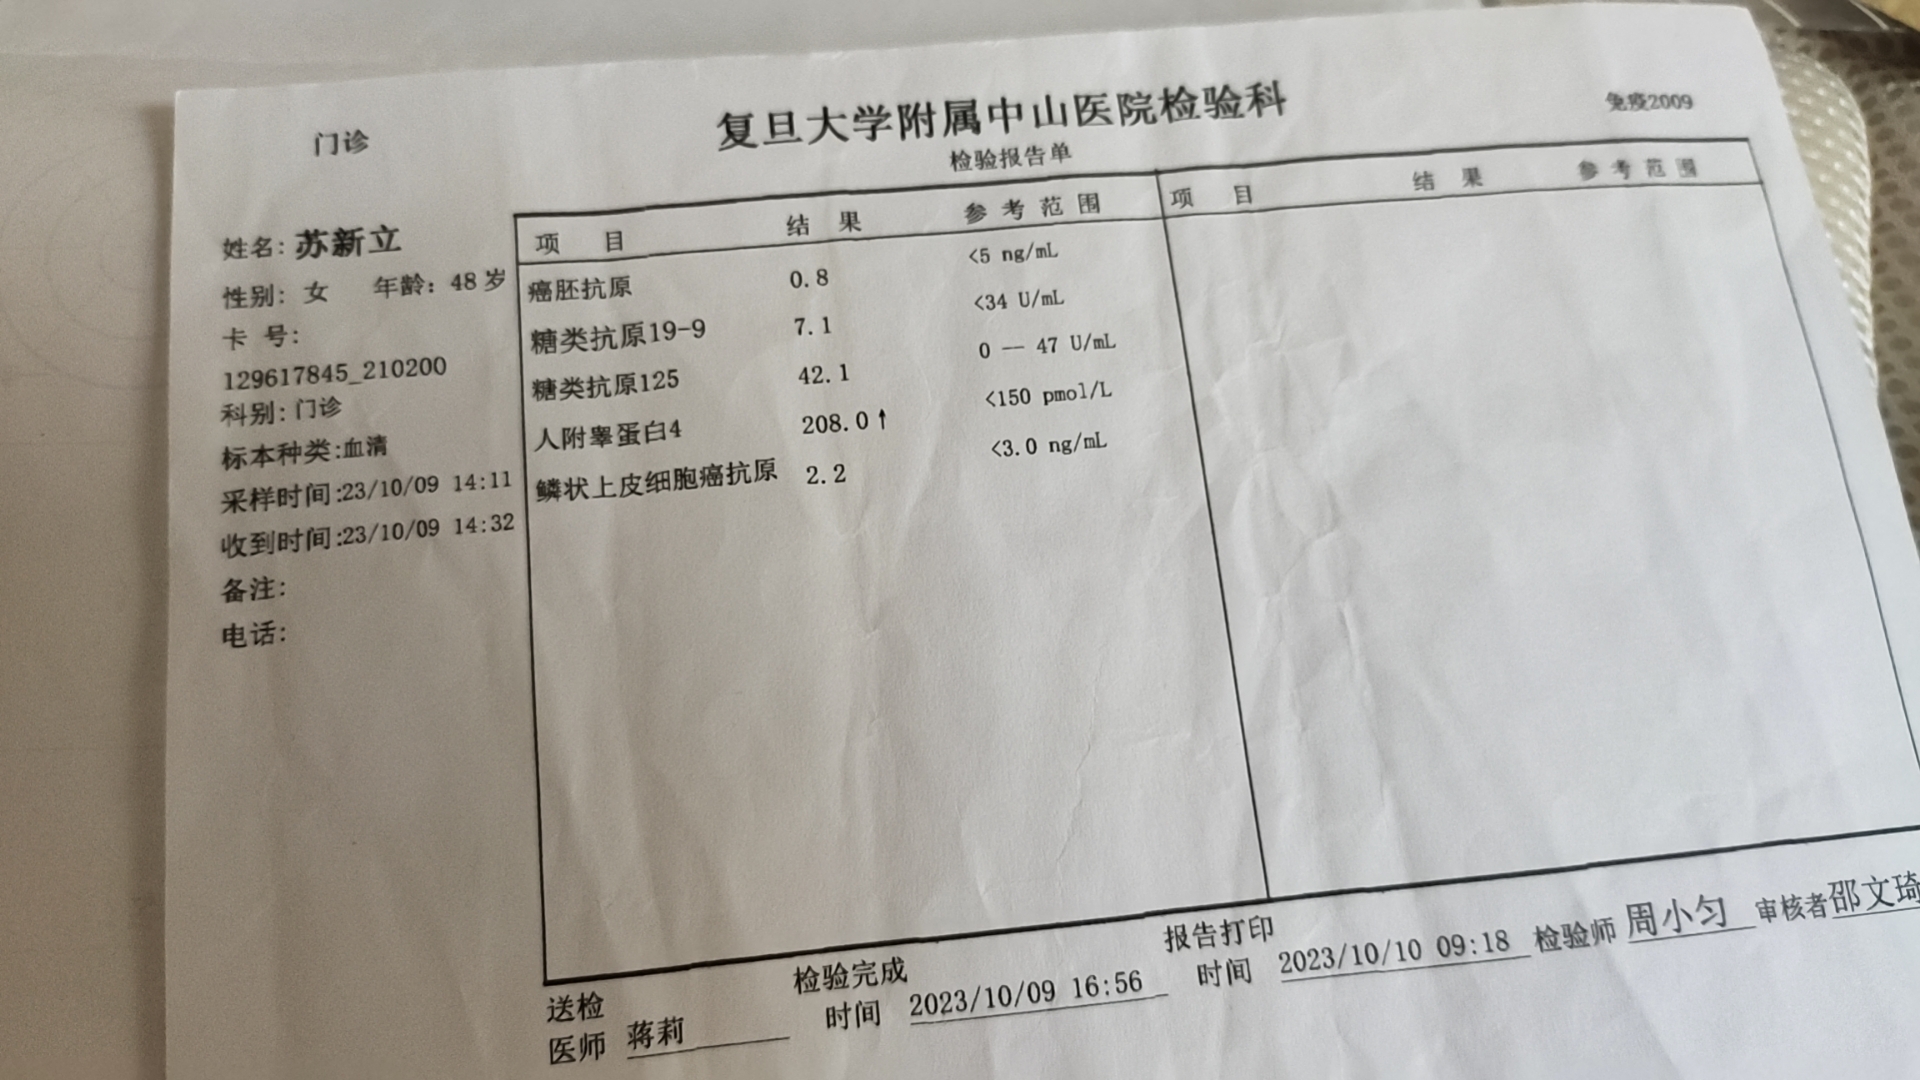 门诊
复旦大学附属中山医院检验科
免疫2009
检验报告单
姓名: 苏新立
性别: 女 年龄: 48岁
卡 号:
129617845_210200
科别: 门诊
标本种类:血清
采样时间:23/10/09 14:11
收到时间:23/10/09 14:32
备注:
电话:
项 目 结 果 参 考 范 围 项 目 结 果 参 考 范 围
癌胚抗原 0.8 <5 ng/mL
糖类抗原19-9 7.1 <34 U/mL
糖类抗原125 42.1 0 — 47 U/mL
人附睾蛋白4 208.0↑ <150 pmol/L
鳞状上皮细胞癌抗原 2.2 <3.0 ng/mL
送检医师 蒋莉 检验完成时间 2023/10/09 16:56 报告打印时间 2023/10/10 09:18 检验师 周小匀 审核者 邵文琦